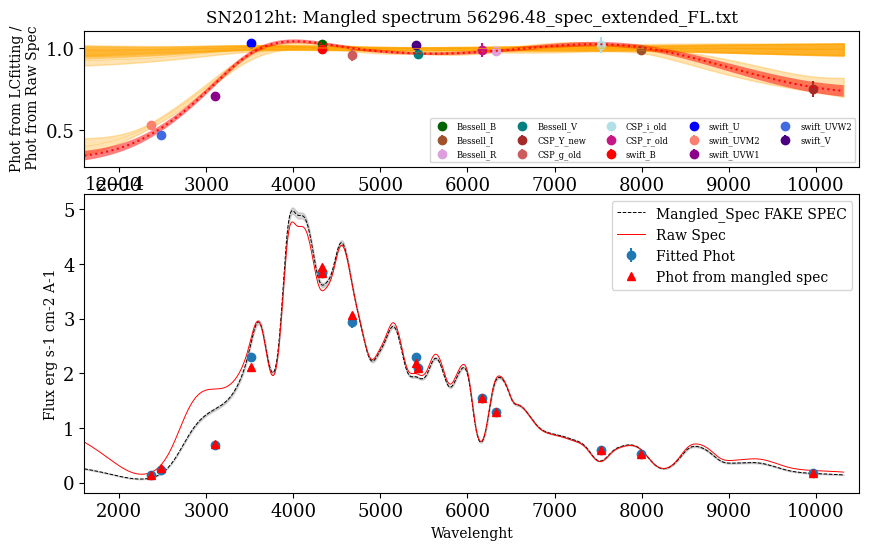 SN2012ht: Mangled spectrum 56296.48_spec_extended_FL.txt
Phot from LCfitting /
Phot from Raw Spec
1.0
0.5
Bessell_B Bessell_V CSP_i_old swift_U swift_UVW2
Bessell_I CSP_Y_new CSP_r_old swift_UVM2 swift_V
Bessell_R CSP_g_old swift_B swift_UVW1
2000 3000 4000 5000 6000 7000 8000 9000 10000
1e−14
Flux erg s-1 cm-2 A-1
5
4
3
2
1
0
Mangled_Spec FAKE SPEC
Raw Spec
Fitted Phot
Phot from mangled spec
2000 3000 4000 5000 6000 7000 8000 9000 10000
Wavelenght